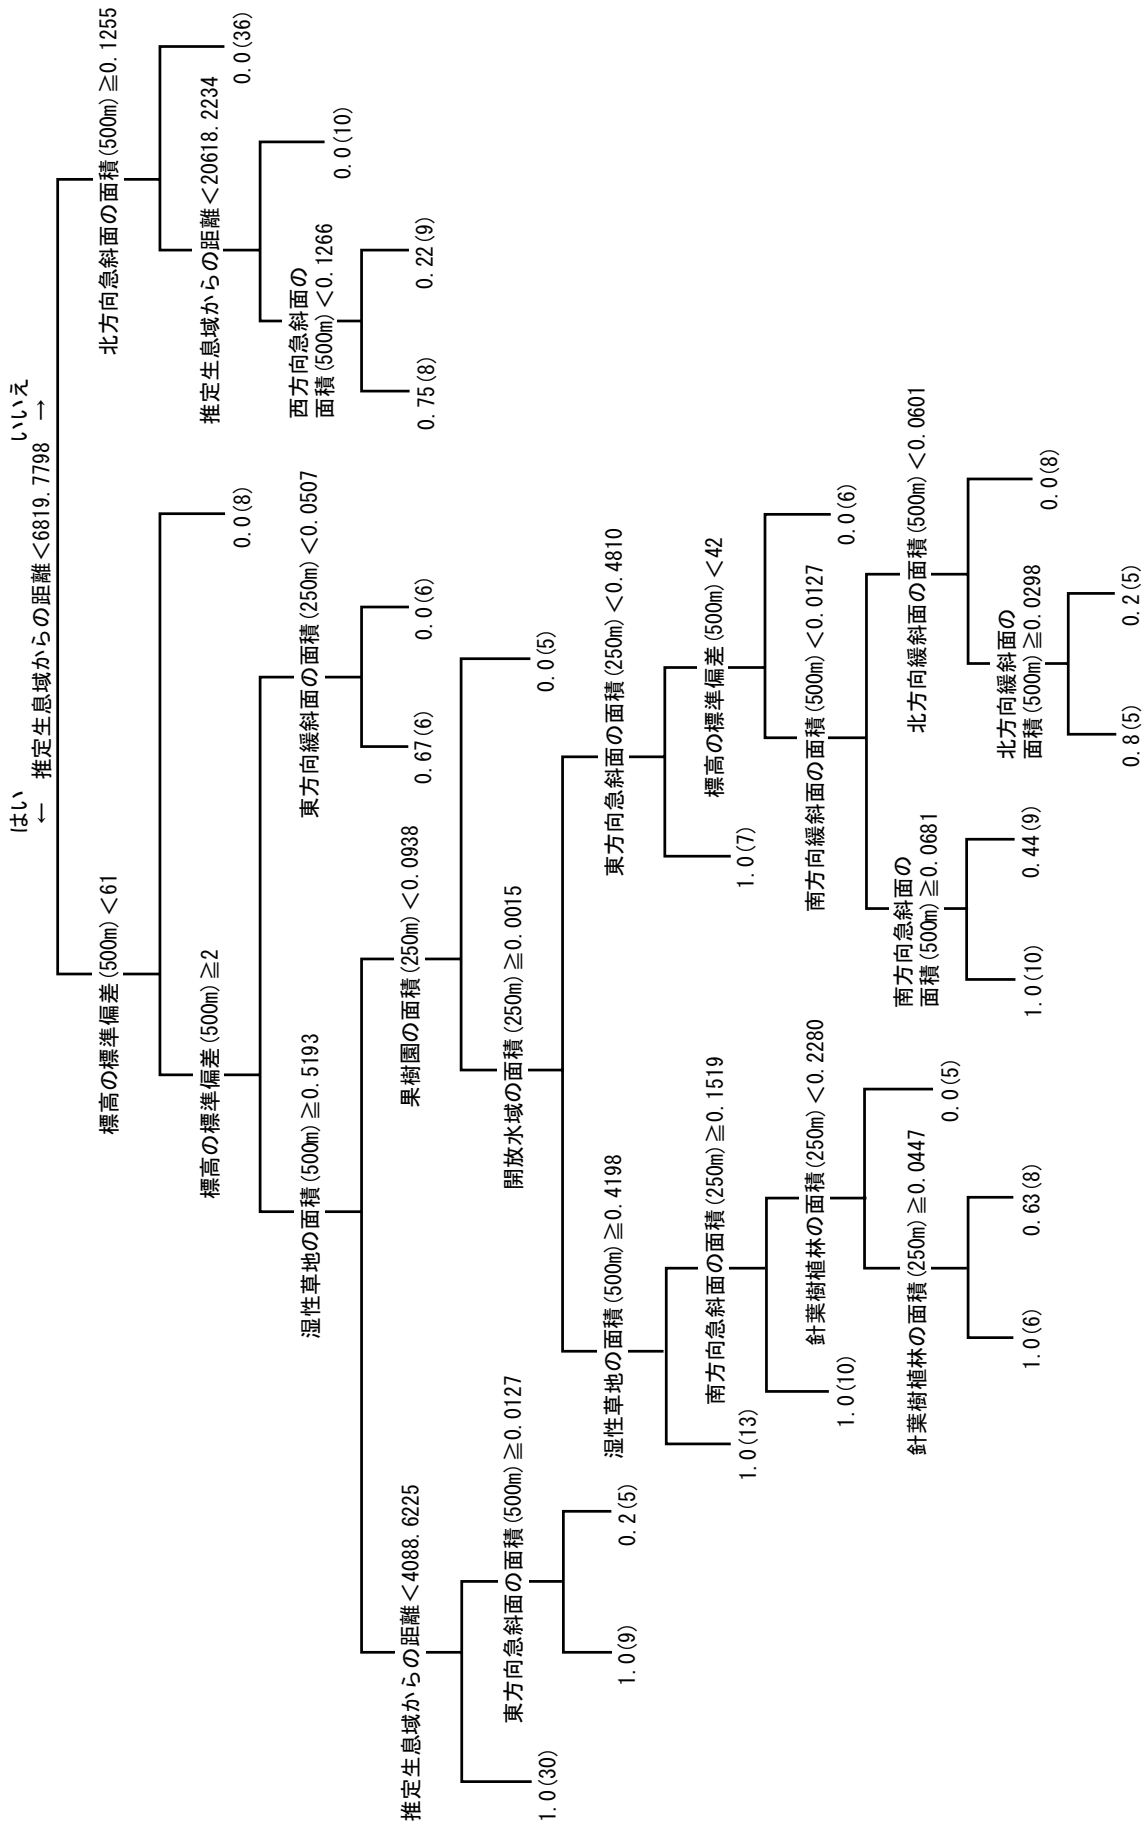 はい いいえ
← 推定生息域からの距離＜6819.7798 →
標高の標準偏差(500m)＜61
北方向急斜面の面積(500m)≧0.1255
標高の標準偏差(500m)≧2
0.0(8)
推定生息域からの距離＜20618.2234
0.0(36)
湿性草地の面積(500m)≧0.5193
東方向緩斜面の面積(250m)＜0.0507
西方向急斜面の
面積(500m)＜0.1266
0.0(10)
推定生息域からの距離＜4088.6225
果樹園の面積(250m)＜0.0938
0.67(6)
0.0(6)
0.75(8)
0.22(9)
1.0(30)
東方向急斜面の面積(500m)≧0.0127
開放水域の面積(250m)≧0.0015
0.0(5)
1.0(9)
0.2(5)
湿性草地の面積(500m)≧0.4198
東方向急斜面の面積(250m)＜0.4810
1.0(13)
南方向急斜面の面積(250m)≧0.1519
1.0(7)
標高の標準偏差(500m)＜42
1.0(10)
針葉樹植林の面積(250m)＜0.2280
南方向緩斜面の面積(500m)＜0.0127
0.0(6)
針葉樹植林の面積(250m)≧0.0447
0.0(5)
南方向急斜面の
面積(500m)≧0.0681
北方向緩斜面の面積(500m)＜0.0601
1.0(6)
0.63(8)
1.0(10)
0.44(9)
北方向緩斜面の
面積(500m)≧0.0298
0.0(8)
0.8(5)
0.2(5)